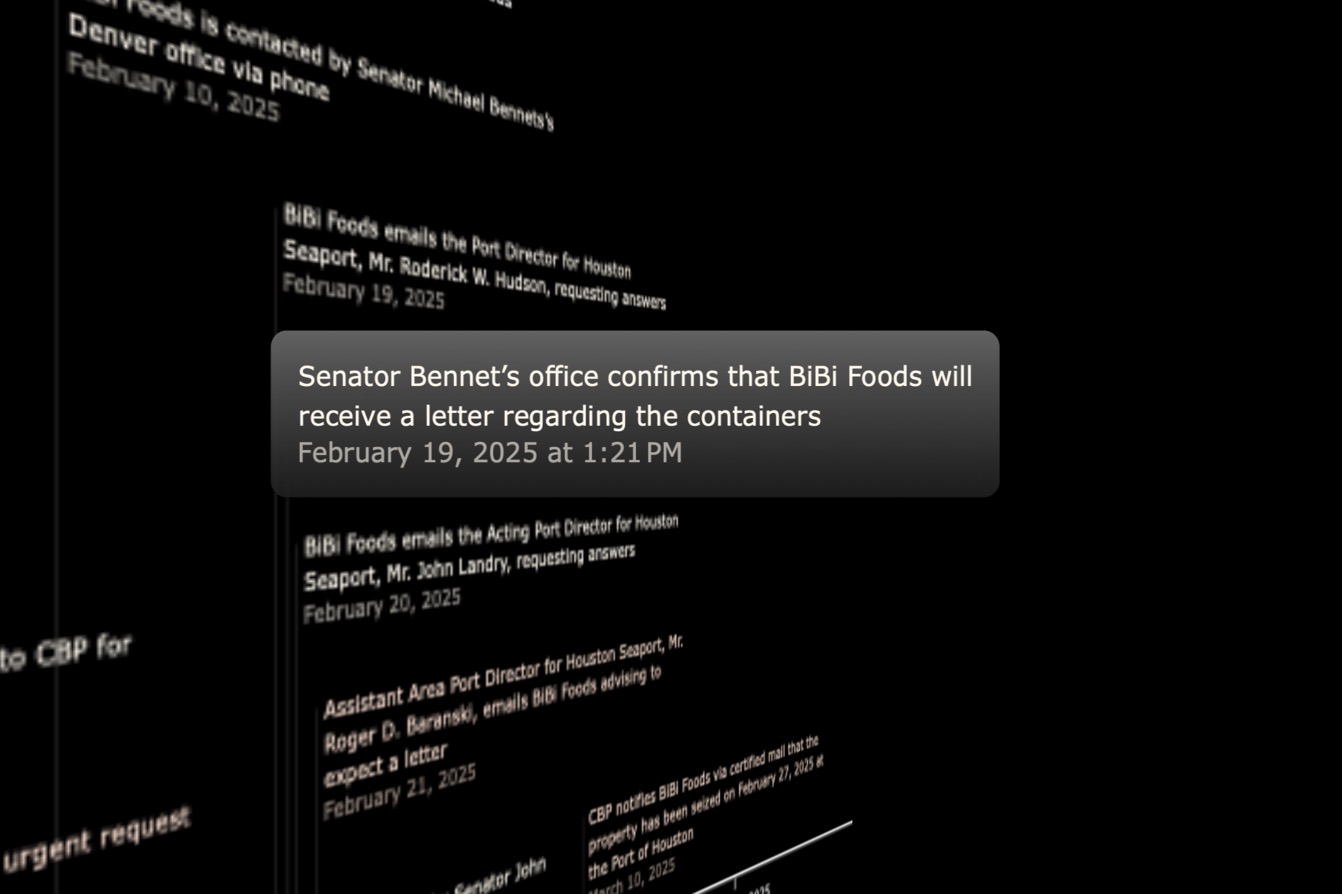 Foods is contacted by Senator Michael Bennets's
Denver office via phone
February 10, 2025
BiBi Foods emails the Port Director for Houston
Seaport, Mr. Roderick W. Hudson, requesting answers
February 19, 2025
Senator Bennet’s office confirms that BiBi Foods will
receive a letter regarding the containers
February 19, 2025 at 1:21 PM
BiBi Foods emails the Acting Port Director for Houston
Seaport, Mr. John Landry, requesting answers
February 20, 2025
to CBP for
Assistant Area Port Director for Houston Seaport, Mr.
Roger D. Baranski, emails BiBi Foods advising to
expect a letter
February 21, 2025
urgent request
CBP notifies BiBi Foods via certified mail that the
property has been seized on February 27, 2025 at
the Port of Houston
March 10, 2025
Senator John